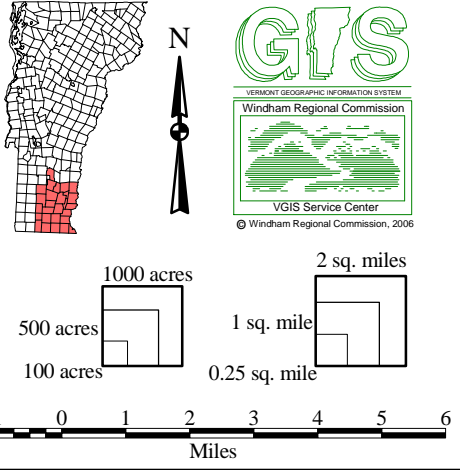 N
GIS
VERMONT GEOGRAPHIC INFORMATION SYSTEM
Windham Regional Commission
VGIS Service Center
© Windham Regional Commission, 2006
1000 acres
500 acres
100 acres
2 sq. miles
1 sq. mile
0.25 sq. mile
0 1 2 3 4 5 6
Miles